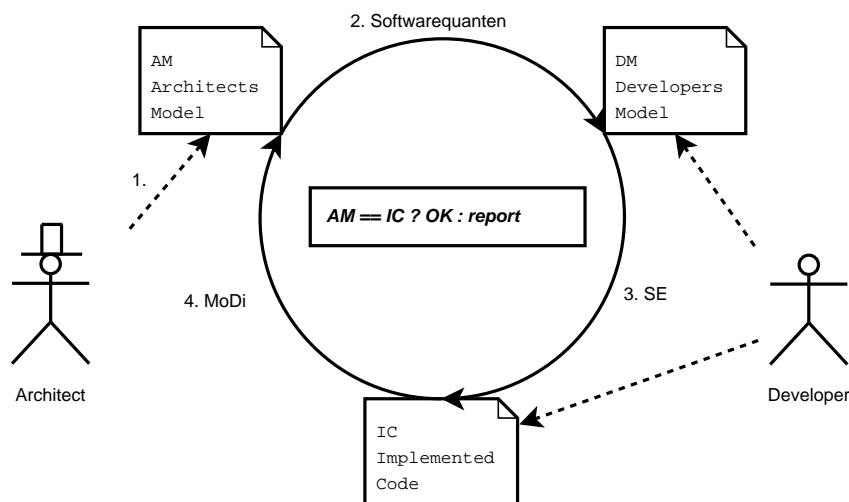 2. Softwarequanten
AM
Architects
Model
DM
Developers
Model
1.
AM == IC ? OK : report
4. MoDi
3. SE
Architect
Developer
IC
Implemented
Code